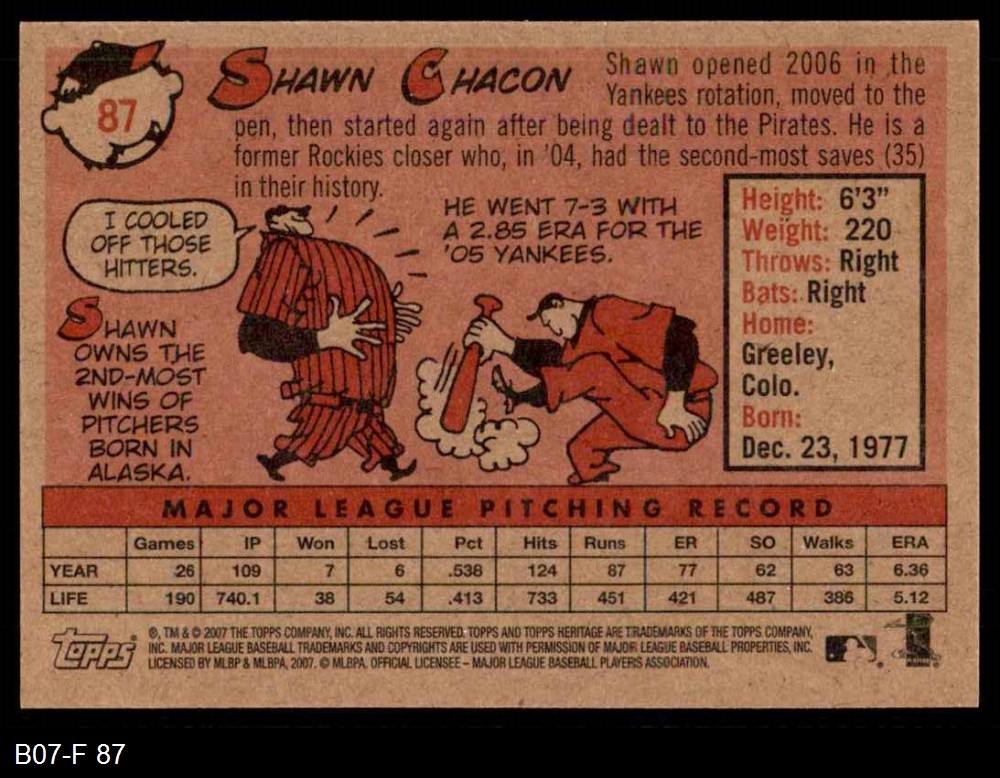 87
SHAWN CHACON
Shawn opened 2006 in the
Yankees rotation, moved to the
pen, then started again after being dealt to the Pirates. He is a
former Rockies closer who, in '04, had the second-most saves (35)
in their history.
I COOLED
OFF THOSE
HITTERS.
HE WENT 7-3 WITH
A 2.85 ERA FOR THE
'05 YANKEES.
SHAWN
OWNS THE
2ND-MOST
WINS OF
PITCHERS
BORN IN
ALASKA.
Height: 6'3"
Weight: 220
Throws: Right
Bats: Right
Home:
Greeley,
Colo.
Born:
Dec. 23, 1977
MAJOR LEAGUE PITCHING RECORD
Games IP Won Lost Pct Hits Runs ER SO Walks ERA
YEAR 26 109 7 6 .538 124 87 77 62 63 6.36
LIFE 190 740.1 38 54 .413 733 451 421 487 386 5.12
Topps
®, TM & © 2007 THE TOPPS COMPANY, INC. ALL RIGHTS RESERVED. TOPPS AND TOPPS HERITAGE ARE TRADEMARKS OF THE TOPPS COMPANY,
INC. MAJOR LEAGUE BASEBALL TRADEMARKS AND COPYRIGHTS ARE USED WITH PERMISSION OF MAJOR LEAGUE BASEBALL PROPERTIES, INC.
LICENSED BY MLBP & MLBPA, 2007. © MLBPA, OFFICIAL LICENSEE – MAJOR LEAGUE BASEBALL PLAYERS ASSOCIATION.
B07-F 87